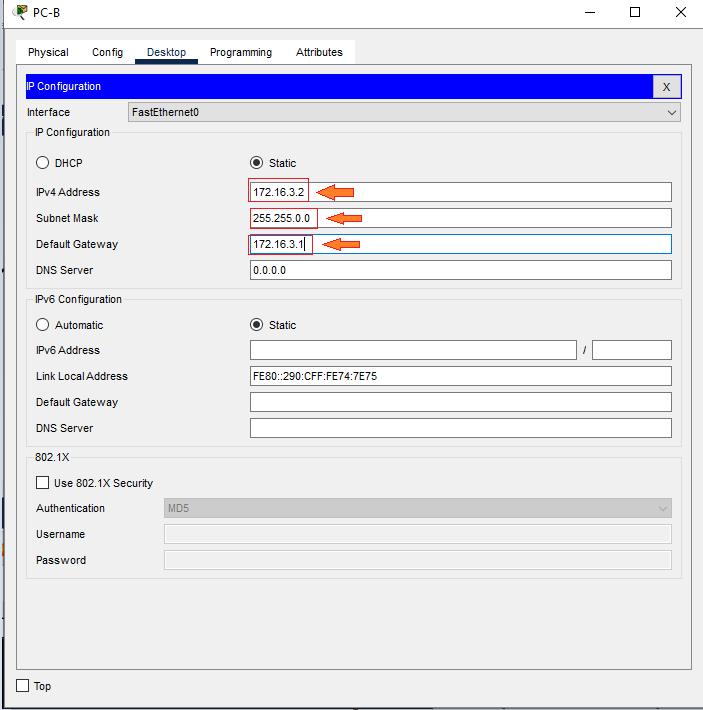 PC-B
Physical Config Desktop Programming Attributes
IP Configuration X
Interface FastEthernet0
IP Configuration
DHCP Static
IPv4 Address 172.16.3.2
Subnet Mask 255.255.0.0
Default Gateway 172.16.3.1
DNS Server 0.0.0.0
IPv6 Configuration
Automatic Static
IPv6 Address /
Link Local Address FE80::290:CFF:FE74:7E75
Default Gateway
DNS Server
802.1X
Use 802.1X Security
Authentication MD5
Username
Password
Top